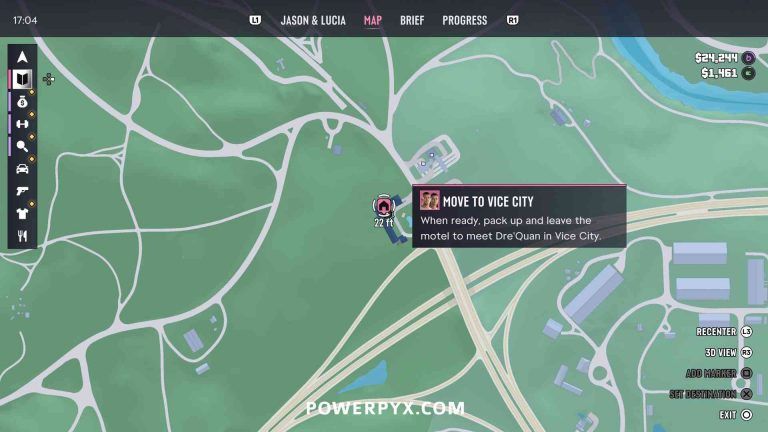 17:04
L1 JASON & LUCIA MAP BRIEF PROGRESS R1
$24,244
$1,461
MOVE TO VICE CITY
When ready, pack up and leave the
motel to meet Dre'Quan in Vice City.
22 ft
RECENTER L3
3D VIEW R3
ADD MARKER
SET DESTINATION
EXIT
POWERPYX.COM